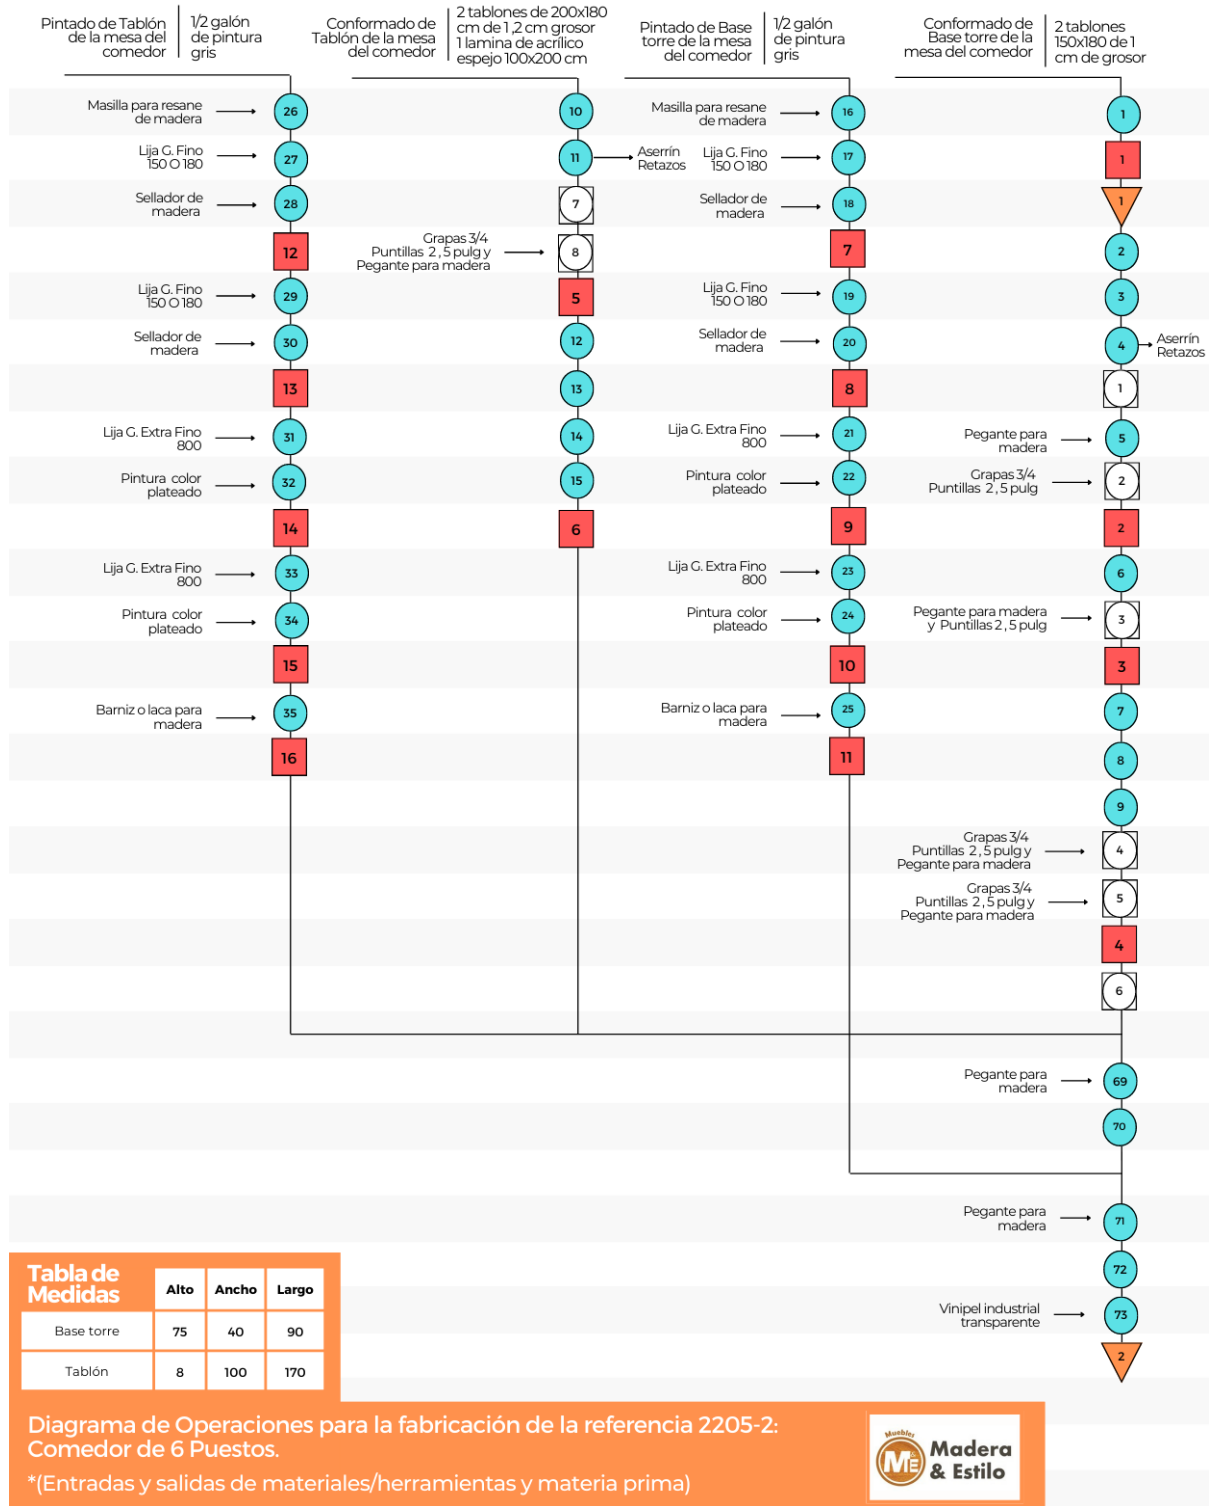 Pintado de Tablón
de la mesa del
comedor
1/2 galón
de pintura
gris
Masilla para resane
de madera
26
Lija G. Fino
150 O 180
27
Sellador de
madera
28
12
Lija G. Fino
150 O 180
29
Sellador de
madera
30
13
Lija G. Extra Fino
800
31
Pintura color
plateado
32
14
Lija G. Extra Fino
800
33
Pintura color
plateado
34
15
Barniz o laca para
madera
35
16
Conformado de
Tablón de la mesa
del comedor
2 tablones de 200x180
cm de 1 ,2 cm grosor
1 lamina de acrílico
espejo 100x200 cm
10
11
Aserrín
Retazos
7
Grapas 3/4
Puntillas 2 , 5 pulg y
Pegante para madera
8
5
12
13
14
15
6
Pintado de Base
torre de la mesa
del comedor
1/2 galón
de pintura
gris
Masilla para resane
de madera
16
Lija G. Fino
150 O 180
17
Sellador de
madera
18
7
Lija G. Fino
150 O 180
19
Sellador de
madera
20
8
Lija G. Extra Fino
800
21
Pintura color
plateado
22
9
Lija G. Extra Fino
800
23
Pintura color
plateado
24
10
Barniz o laca para
madera
25
11
Conformado de
Base torre de la
mesa del comedor
2 tablones
150x180 de 1
cm de grosor
1
1
1
2
3
4
Aserrín
Retazos
1
Pegante para
madera
5
Grapas 3/4
Puntillas 2 , 5 pulg
2
2
6
Pegante para madera
y Puntillas 2 , 5 pulg
3
3
7
8
9
Grapas 3/4
Puntillas 2 , 5 pulg y
Pegante para madera
4
Grapas 3/4
Puntillas 2 , 5 pulg y
Pegante para madera
5
4
6
Pegante para
madera
69
70
Pegante para
madera
71
72
Vinipel industrial
transparente
73
2
Tabla de
Medidas
Alto Ancho Largo
Base torre 75 40 90
Tablón 8 100 170
Diagrama de Operaciones para la fabricación de la referencia 2205-2:
Comedor de 6 Puestos.
*(Entradas y salidas de materiales/herramientas y materia prima)
Muebles
M&E
Madera
& Estilo